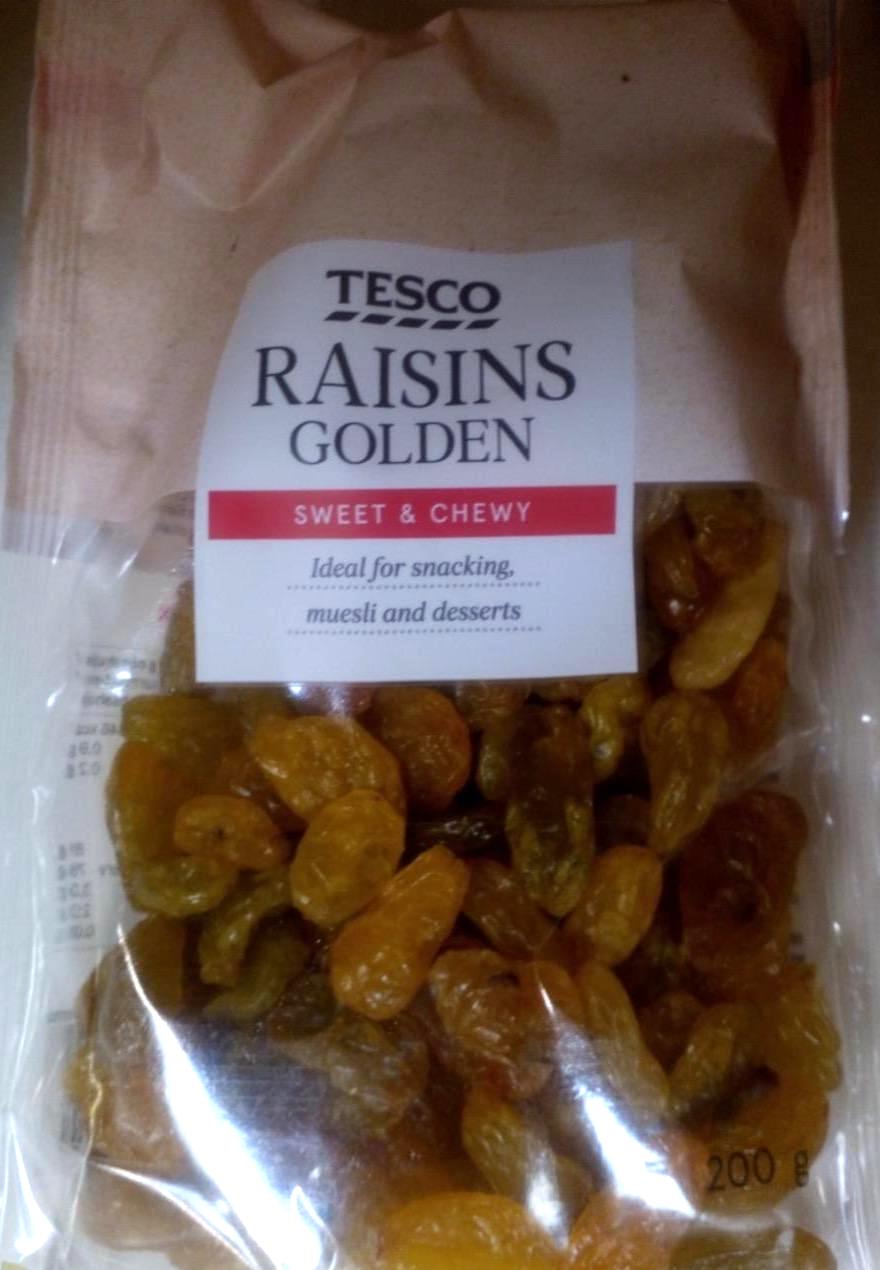 TESCO
RAISINS
GOLDEN
SWEET & CHEWY
Ideal for snacking,
muesli and desserts
200 g